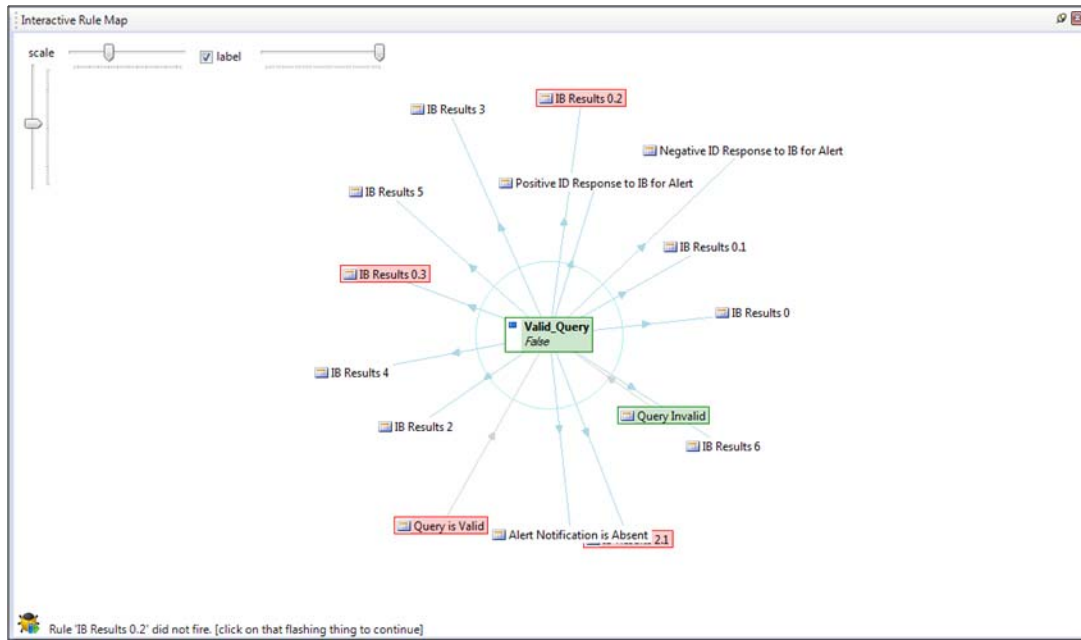 Interactive Rule Map
scale
label
IB Results 0.2
IB Results 3
Negative ID Response to IB for Alert
Positive ID Response to IB for Alert
IB Results 5
IB Results 0.1
IB Results 0.3
IB Results 0
Valid_Query
False
IB Results 4
Query Invalid
IB Results 2
IB Results 6
Query is Valid
Alert Notification is Absent
2.1
Rule 'IB Results 0.2' did not fire. [click on that flashing thing to continue]